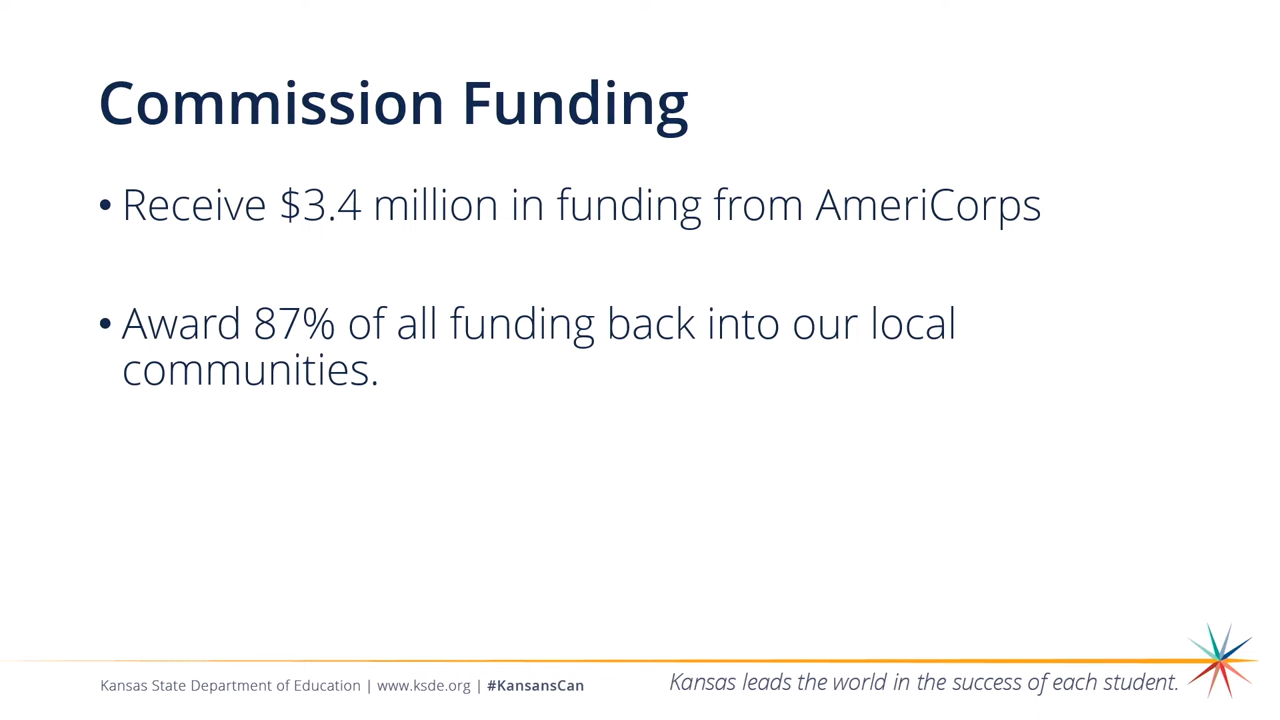 Commission Funding
• Receive $3.4 million in funding from AmeriCorps
• Award 87% of all funding back into our local
communities.
Kansas State Department of Education | www.ksde.org | #KansansCan
Kansas leads the world in the success of each student.